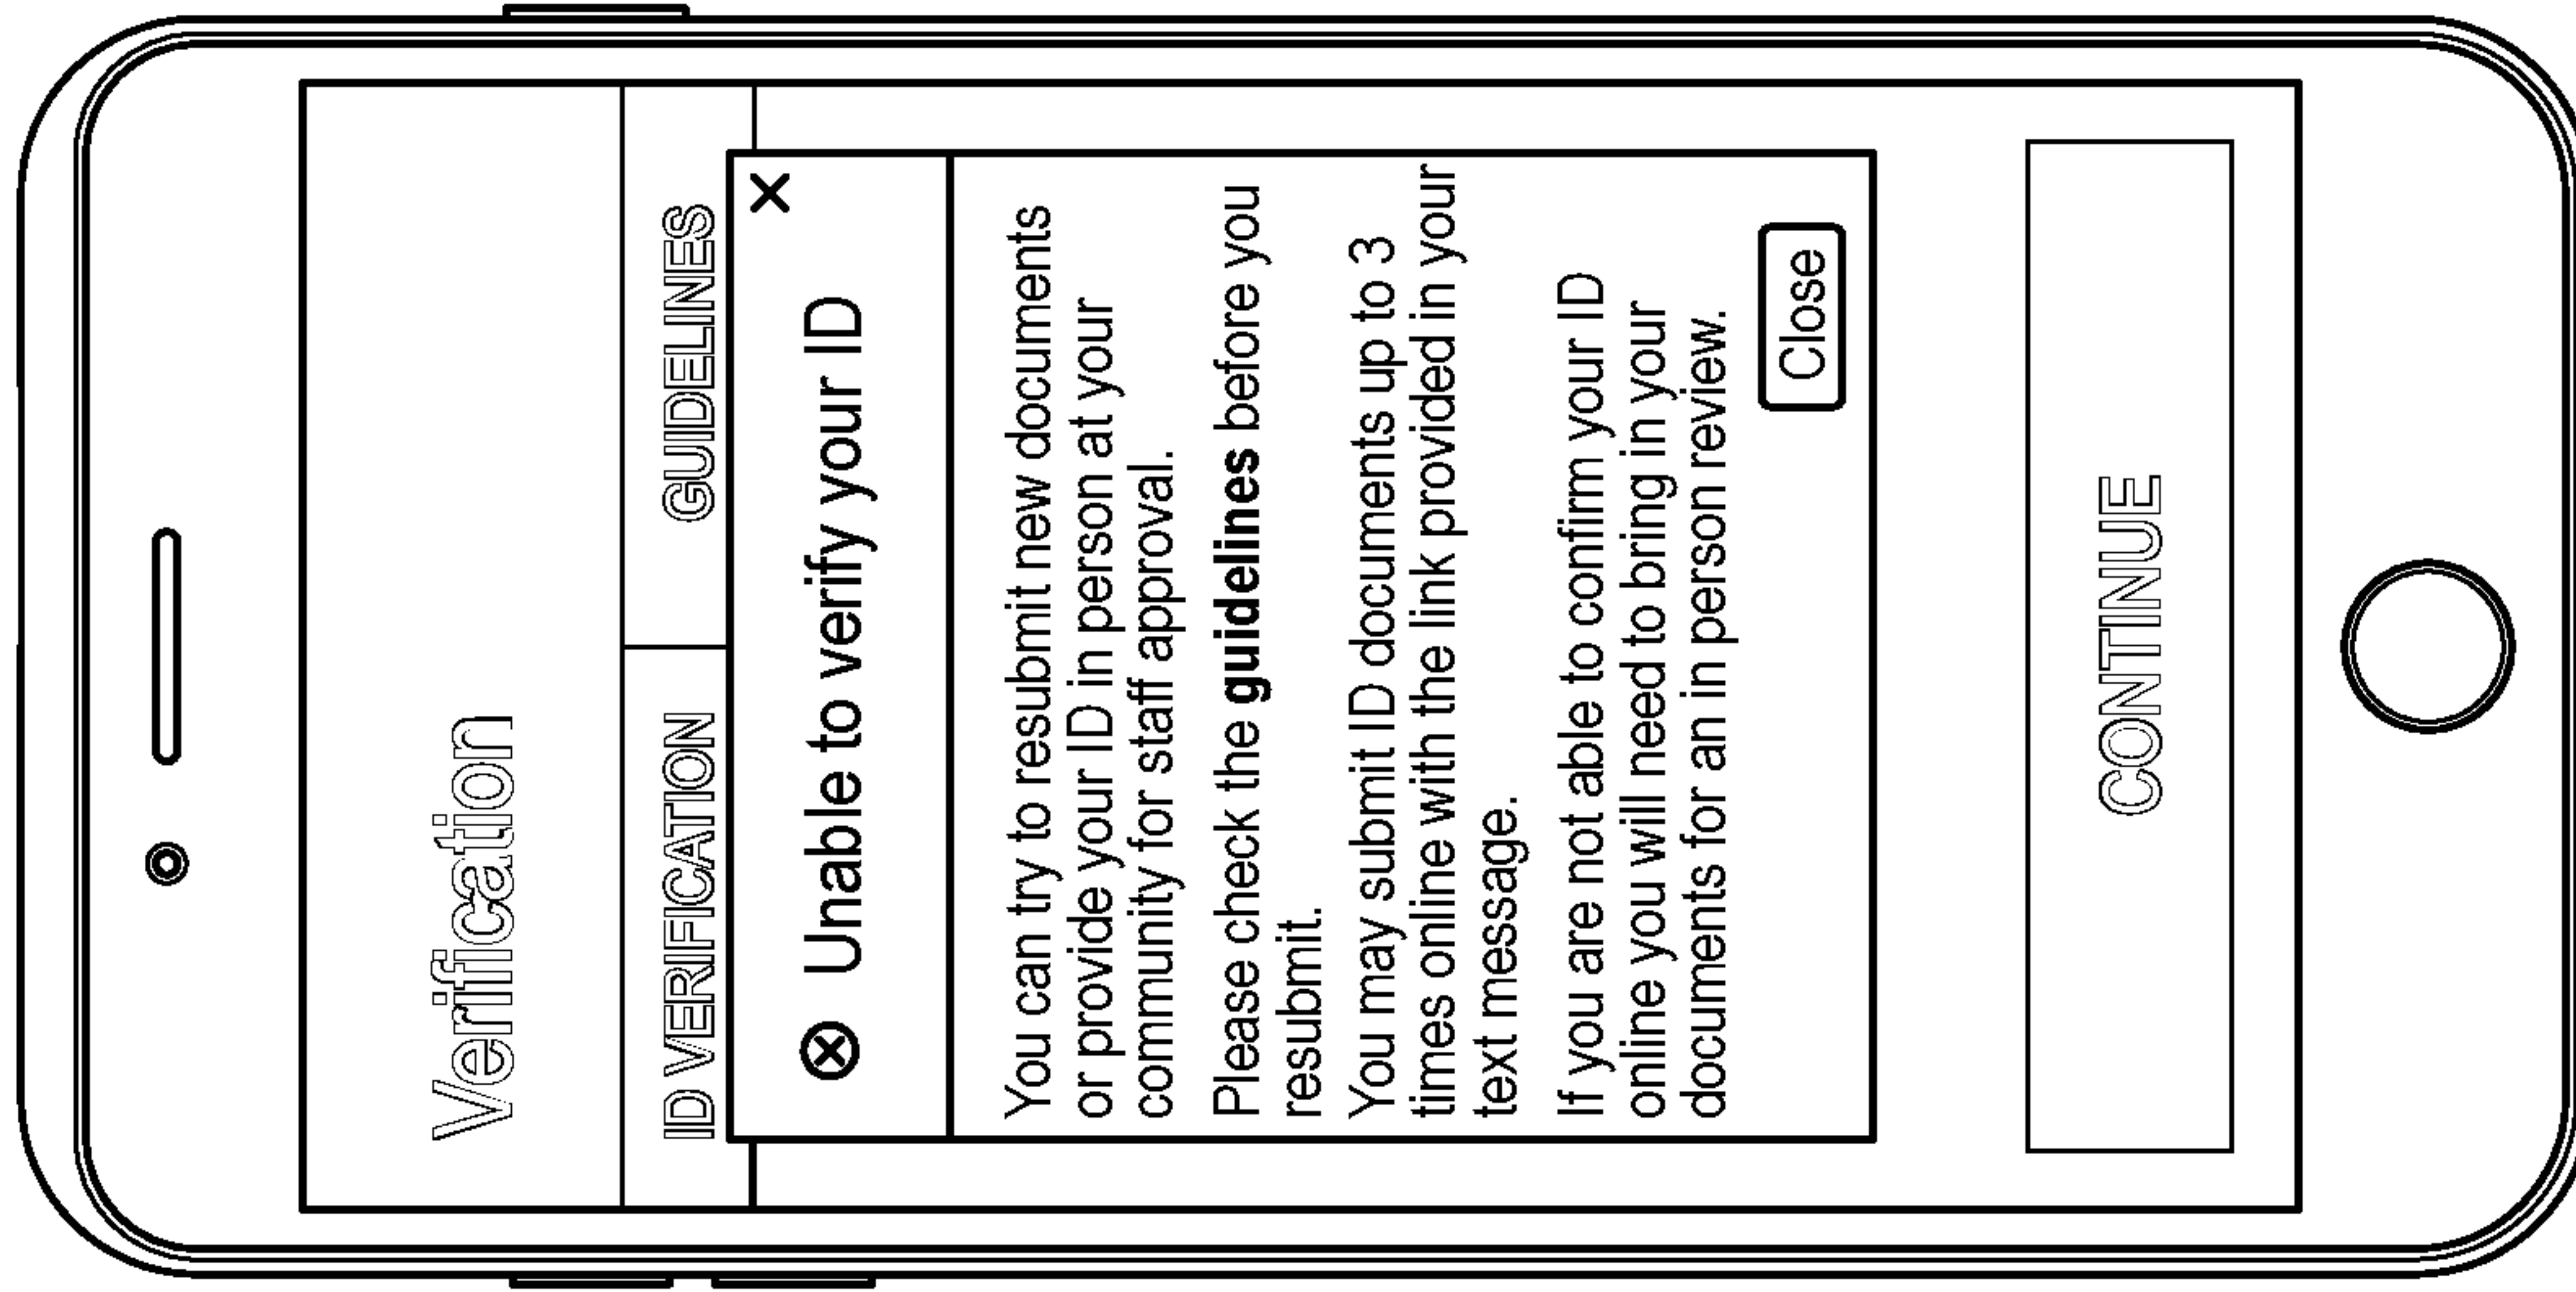 Verification
ID VERIFICATION
GUIDELINES
Unable to verify your ID
You can try to resubmit new documents
or provide your ID in person at your
community for staff approval.
Please check the guidelines before you
resubmit.
You may submit ID documents up to 3
times online with the link provided in your
text message.
If you are not able to confirm your ID
online you will need to bring in your
documents for an in person review.
Close
CONTINUE